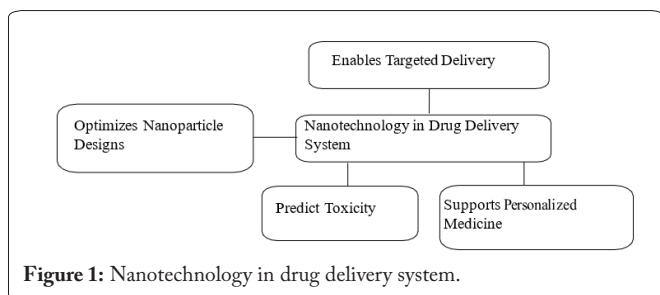 Enables Targeted Delivery
Optimizes Nanoparticle
Designs
Nanotechnology in Drug Delivery
System
Predict Toxicity
Supports Personalized
Medicine
Figure 1: Nanotechnology in drug delivery system.